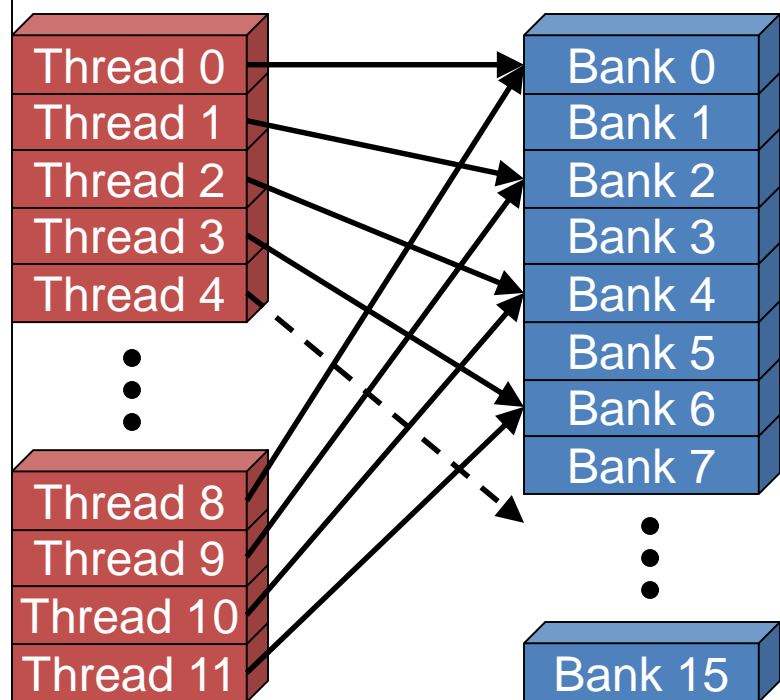 Thread 0
Thread 1
Thread 2
Thread 3
Thread 4
Thread 8
Thread 9
Thread 10
Thread 11
Bank 0
Bank 1
Bank 2
Bank 3
Bank 4
Bank 5
Bank 6
Bank 7
Bank 15